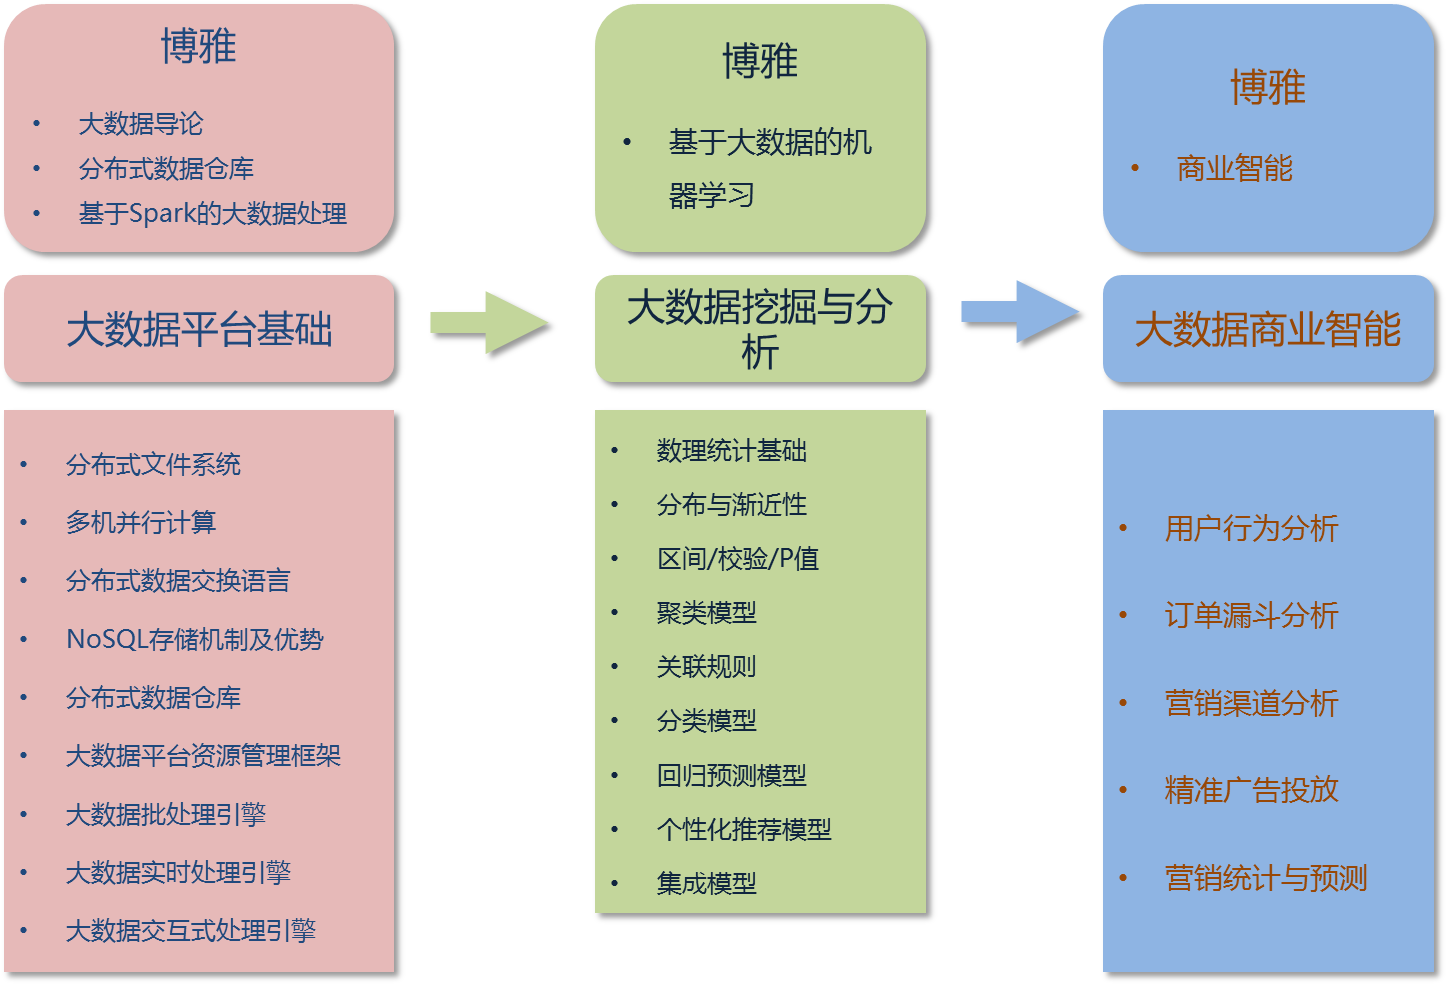 博雅
• 大数据导论
• 分布式数据仓库
• 基于Spark的大数据处理
大数据平台基础
• 分布式文件系统
• 多机并行计算
• 分布式数据交换语言
• NoSQL存储机制及优势
• 分布式数据仓库
• 大数据平台资源管理框架
• 大数据批处理引擎
• 大数据实时处理引擎
• 大数据交互式处理引擎
博雅
• 基于大数据的机
器学习
大数据挖掘与分
析
• 数理统计基础
• 分布与渐近性
• 区间/校验/P值
• 聚类模型
• 关联规则
• 分类模型
• 回归预测模型
• 个性化推荐模型
• 集成模型
博雅
• 商业智能
大数据商业智能
• 用户行为分析
• 订单漏斗分析
• 营销渠道分析
• 精准广告投放
• 营销统计与预测